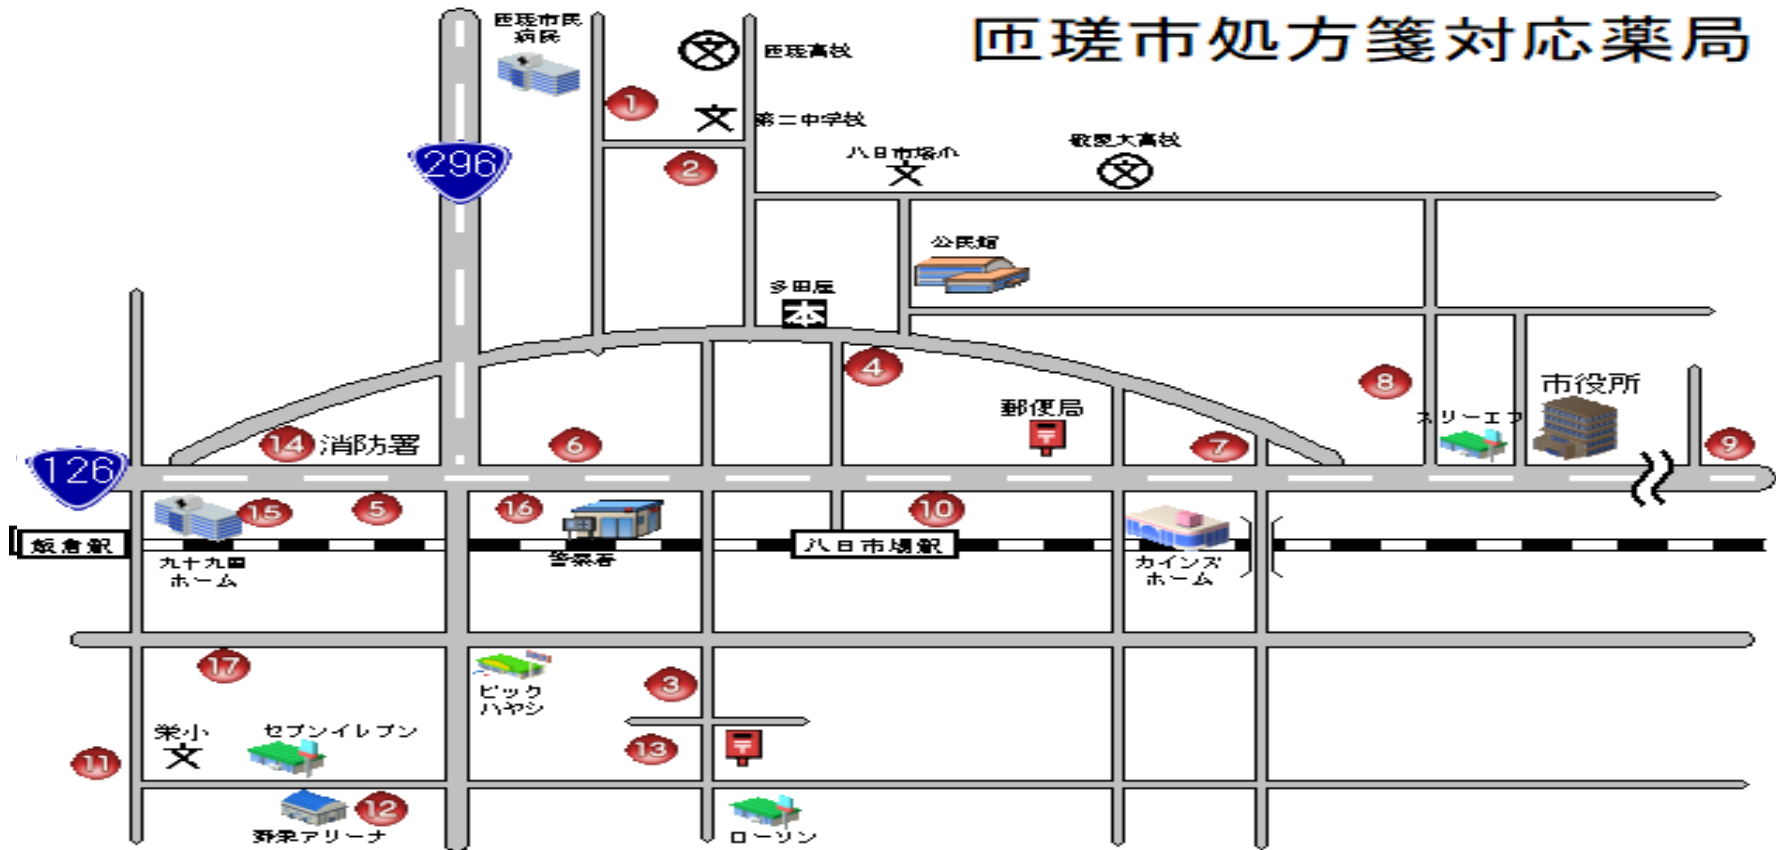 匝瑳市処方箋対応薬局
匝瑳市民
病院
匝瑳高校
1
第二中学校
敬愛大高校
八日市場小
2
296
公民館
多田屋
本
4
8
市役所
郵便局
スリーエフ
14
消防署
6
7
9
126
15
5
16
10
飯倉駅
八日市場駅
警察署
九十九里
ホーム
カインズ
ホーム
17
3
ピック
ハヤシ
栄小
セブンイレブン
13
11
12
野栄アリーナ
ローソン